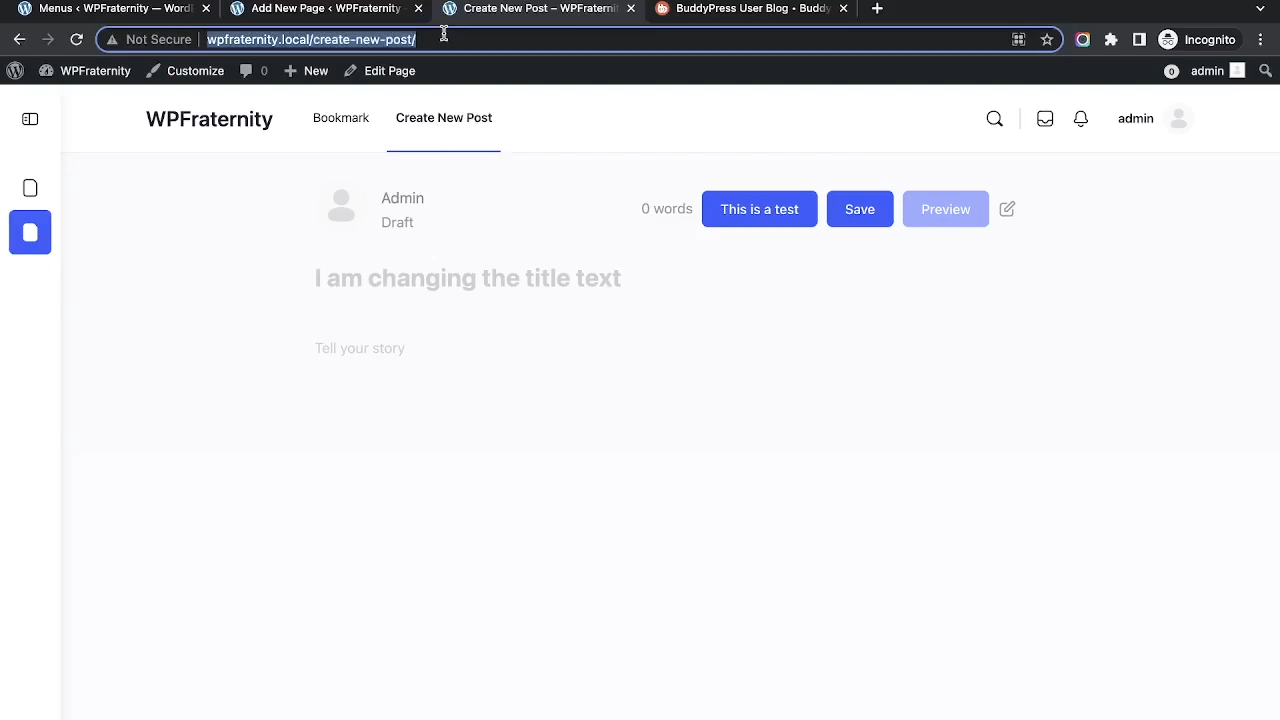 Menus ‹ WPFraternity — Word
Add New Page ‹ WPFraternity
Create New Post – WPFraternit
BuddyPress User Blog - Buddy
Not Secure
wpfraternity.local/create-new-post/
Incognito
WPFraternity
Customize
0
New
Edit Page
0
admin
WPFraternity
Bookmark
Create New Post
admin
Admin
Draft
0 words
This is a test
Save
Preview
I am changing the title text
Tell your story